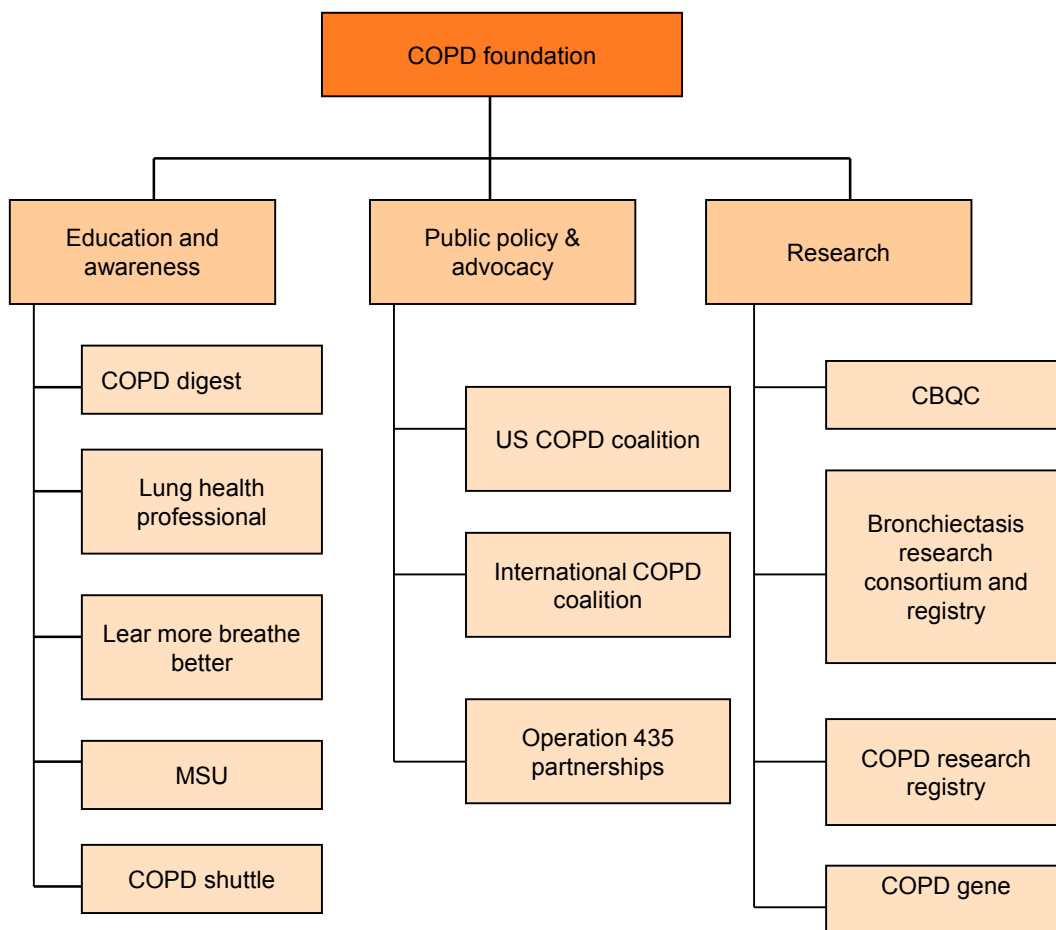 COPD foundation
Education and
awareness
Public policy &
advocacy
Research
COPD digest
Lung health
professional
Lear more breathe
better
MSU
COPD shuttle
US COPD coalition
International COPD
coalition
Operation 435
partnerships
CBQC
Bronchiectasis
research
consortium and
registry
COPD research
registry
COPD gene